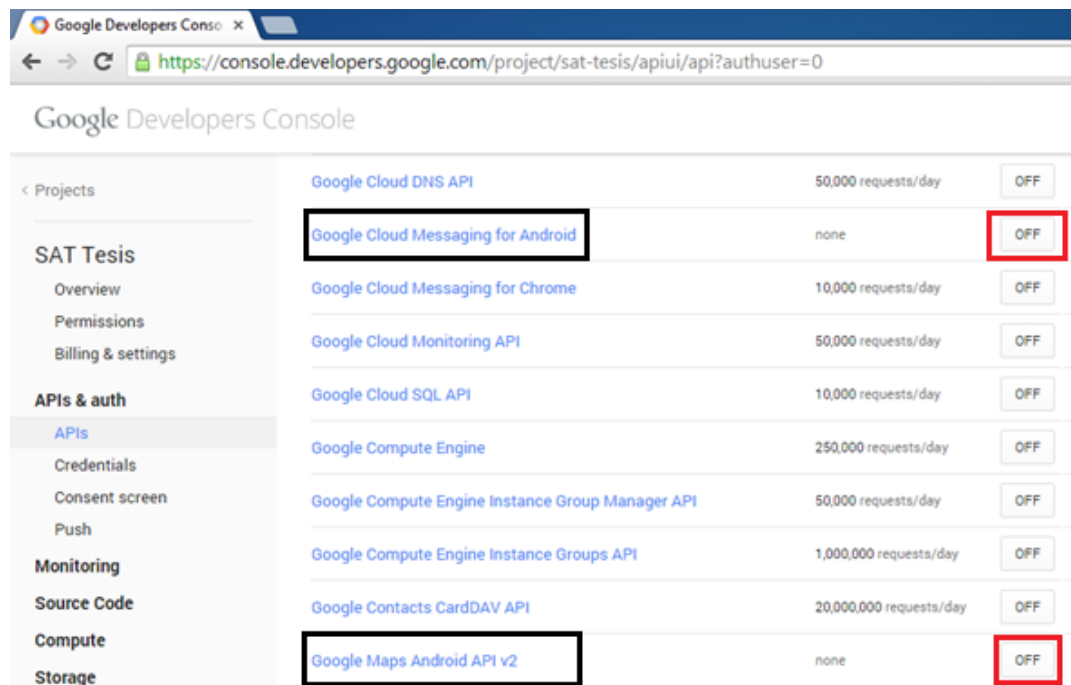 Google Developers Conso ×
https://console.developers.google.com/project/sat-tesis/apiui/api?authuser=0
Google Developers Console
< Projects
SAT Tesis
Overview
Permissions
Billing & settings
APIs & auth
APIs
Credentials
Consent screen
Push
Monitoring
Source Code
Compute
Storage
Google Cloud DNS API 50,000 requests/day OFF
Google Cloud Messaging for Android none OFF
Google Cloud Messaging for Chrome 10,000 requests/day OFF
Google Cloud Monitoring API 50,000 requests/day OFF
Google Cloud SQL API 10,000 requests/day OFF
Google Compute Engine 250,000 requests/day OFF
Google Compute Engine Instance Group Manager API 50,000 requests/day OFF
Google Compute Engine Instance Groups API 1,000,000 requests/day OFF
Google Contacts CardDAV API 20,000,000 requests/day OFF
Google Maps Android API v2 none OFF